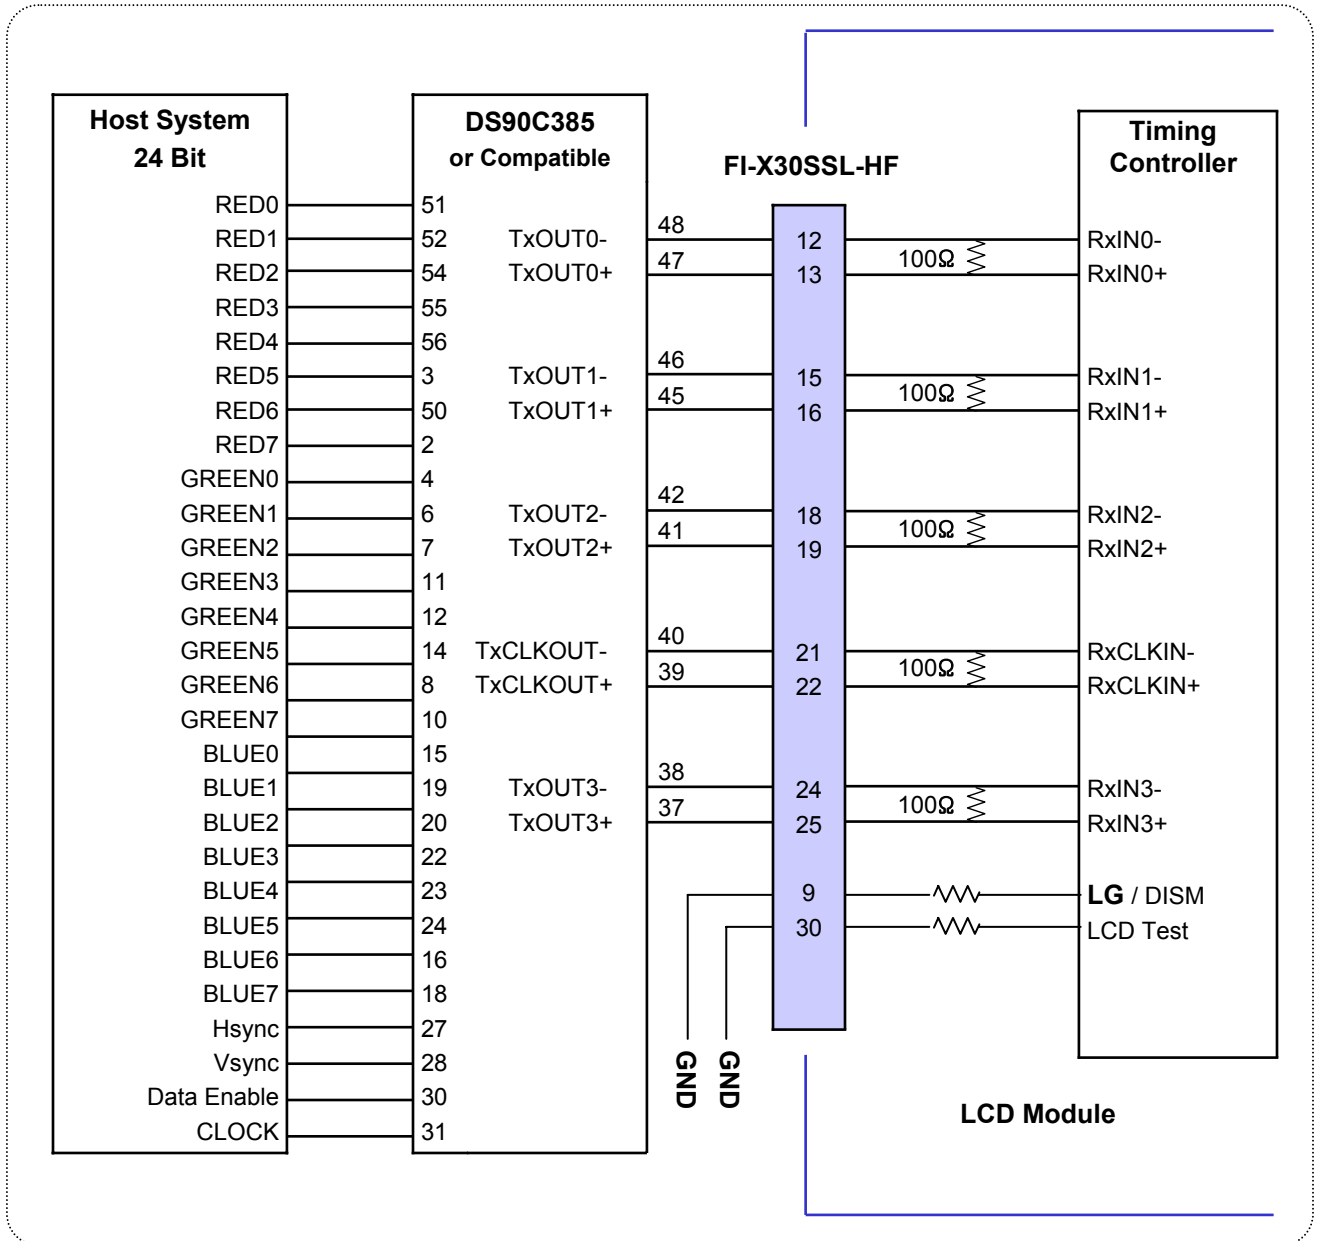 Host System
24 Bit
RED0
RED1
RED2
RED3
RED4
RED5
RED6
RED7
GREEN0
GREEN1
GREEN2
GREEN3
GREEN4
GREEN5
GREEN6
GREEN7
BLUE0
BLUE1
BLUE2
BLUE3
BLUE4
BLUE5
BLUE6
BLUE7
Hsync
Vsync
Data Enable
CLOCK
DS90C385
or Compatible
51
52
54
55
56
3
50
2
4
6
7
11
12
14
8
10
15
19
20
22
23
24
16
18
27
28
30
31
TxOUT0-
TxOUT0+
TxOUT1-
TxOUT1+
TxOUT2-
TxOUT2+
TxCLKOUT-
TxCLKOUT+
TxOUT3-
TxOUT3+
48
47
46
45
42
41
40
39
38
37
GND
GND
FI-X30SSL-HF
12
13
15
16
18
19
21
22
24
25
9
30
100Ω
100Ω
100Ω
100Ω
100Ω
Timing
Controller
RxIN0-
RxIN0+
RxIN1-
RxIN1+
RxIN2-
RxIN2+
RxCLKIN-
RxCLKIN+
RxIN3-
RxIN3+
LG / DISM
LCD Test
LCD Module